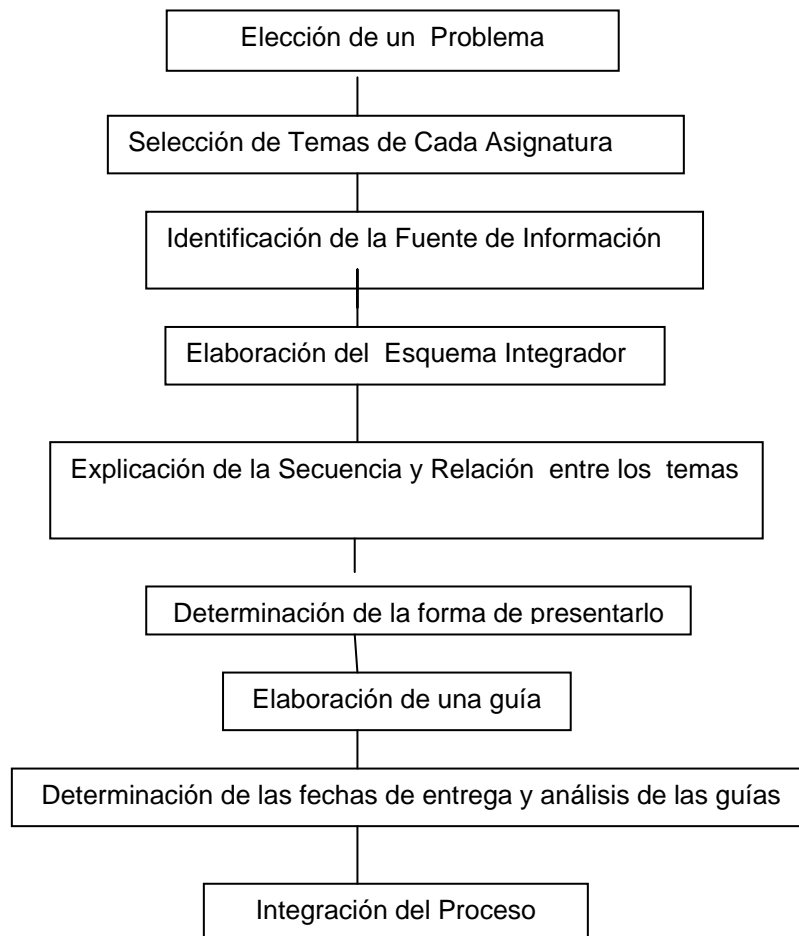 Elección de un Problema
Selección de Temas de Cada Asignatura
Identificación de la Fuente de Información
Elaboración del Esquema Integrador
Explicación de la Secuencia y Relación entre los temas
Determinación de la forma de presentarlo
Elaboración de una guía
Determinación de las fechas de entrega y análisis de las guías
Integración del Proceso